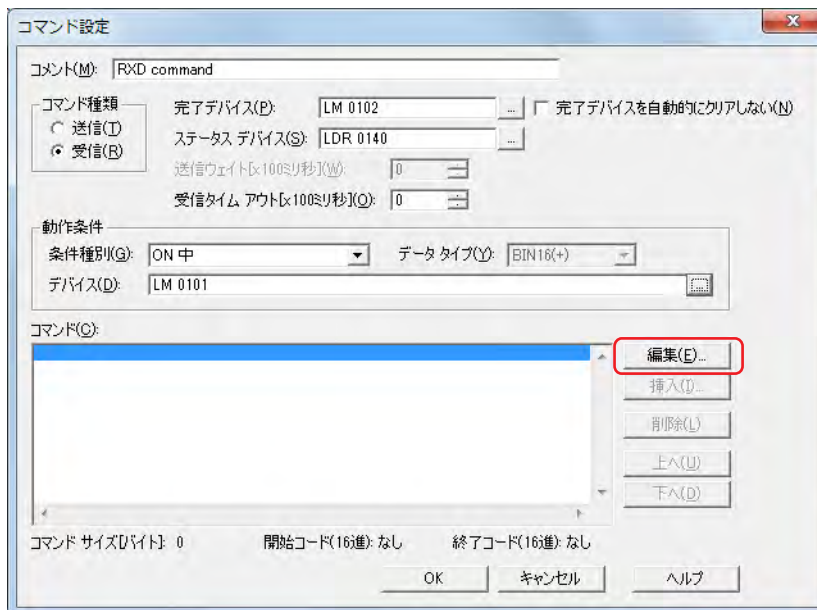 コマンド設定
コメント(M): RXD command
コマンド種類
送信(T)
受信(R)
完了デバイス(P): LM 0102 ... 完了デバイスを自動的にクリアしない(N)
ステータス デバイス(S): LDR 0140 ...
送信ウェイト[x100ミリ秒](W): 0
受信タイム アウト[x100ミリ秒](O): 0
動作条件
条件種別(G): ON 中 データ タイプ(Y): BIN16(+)
デバイス(D): LM 0101 ...
コマンド(C):
編集(E)...
挿入(I)...
削除(L)
上へ(U)
下へ(D)
コマンド サイズ[バイト]: 0 開始コード(16進): なし 終了コード(16進): なし
OK キャンセル ヘルプ